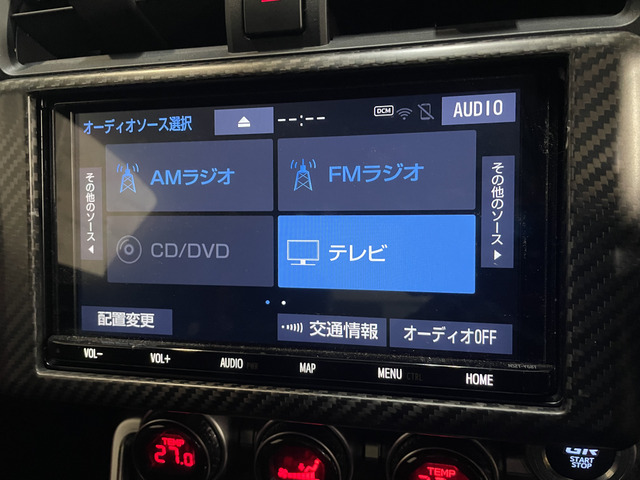 オーディオソース選択
--:--
DCM
AUDIO
その他のソース
AMラジオ
FMラジオ
その他のソース
CD/DVD
テレビ
配置変更
交通情報
オーディオOFF
VOL-
VOL+
AUDIO PWR
MAP
MENU CTRL
HOME
TEMP
27.0
TEMP
GR
START
STOP